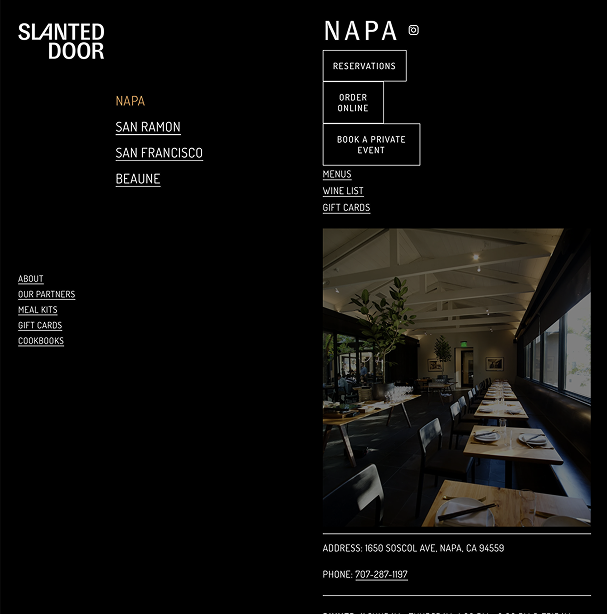 SLANTED
DOOR
NAPA
SAN RAMON
SAN FRANCISCO
BEAUNE
ABOUT
OUR PARTNERS
MEAL KITS
GIFT CARDS
COOKBOOKS
NAPA
RESERVATIONS
ORDER
ONLINE
BOOK A PRIVATE
EVENT
MENUS
WINE LIST
GIFT CARDS
ADDRESS: 1650 SOSCOL AVE, NAPA, CA 94559
PHONE: 707-287-1197